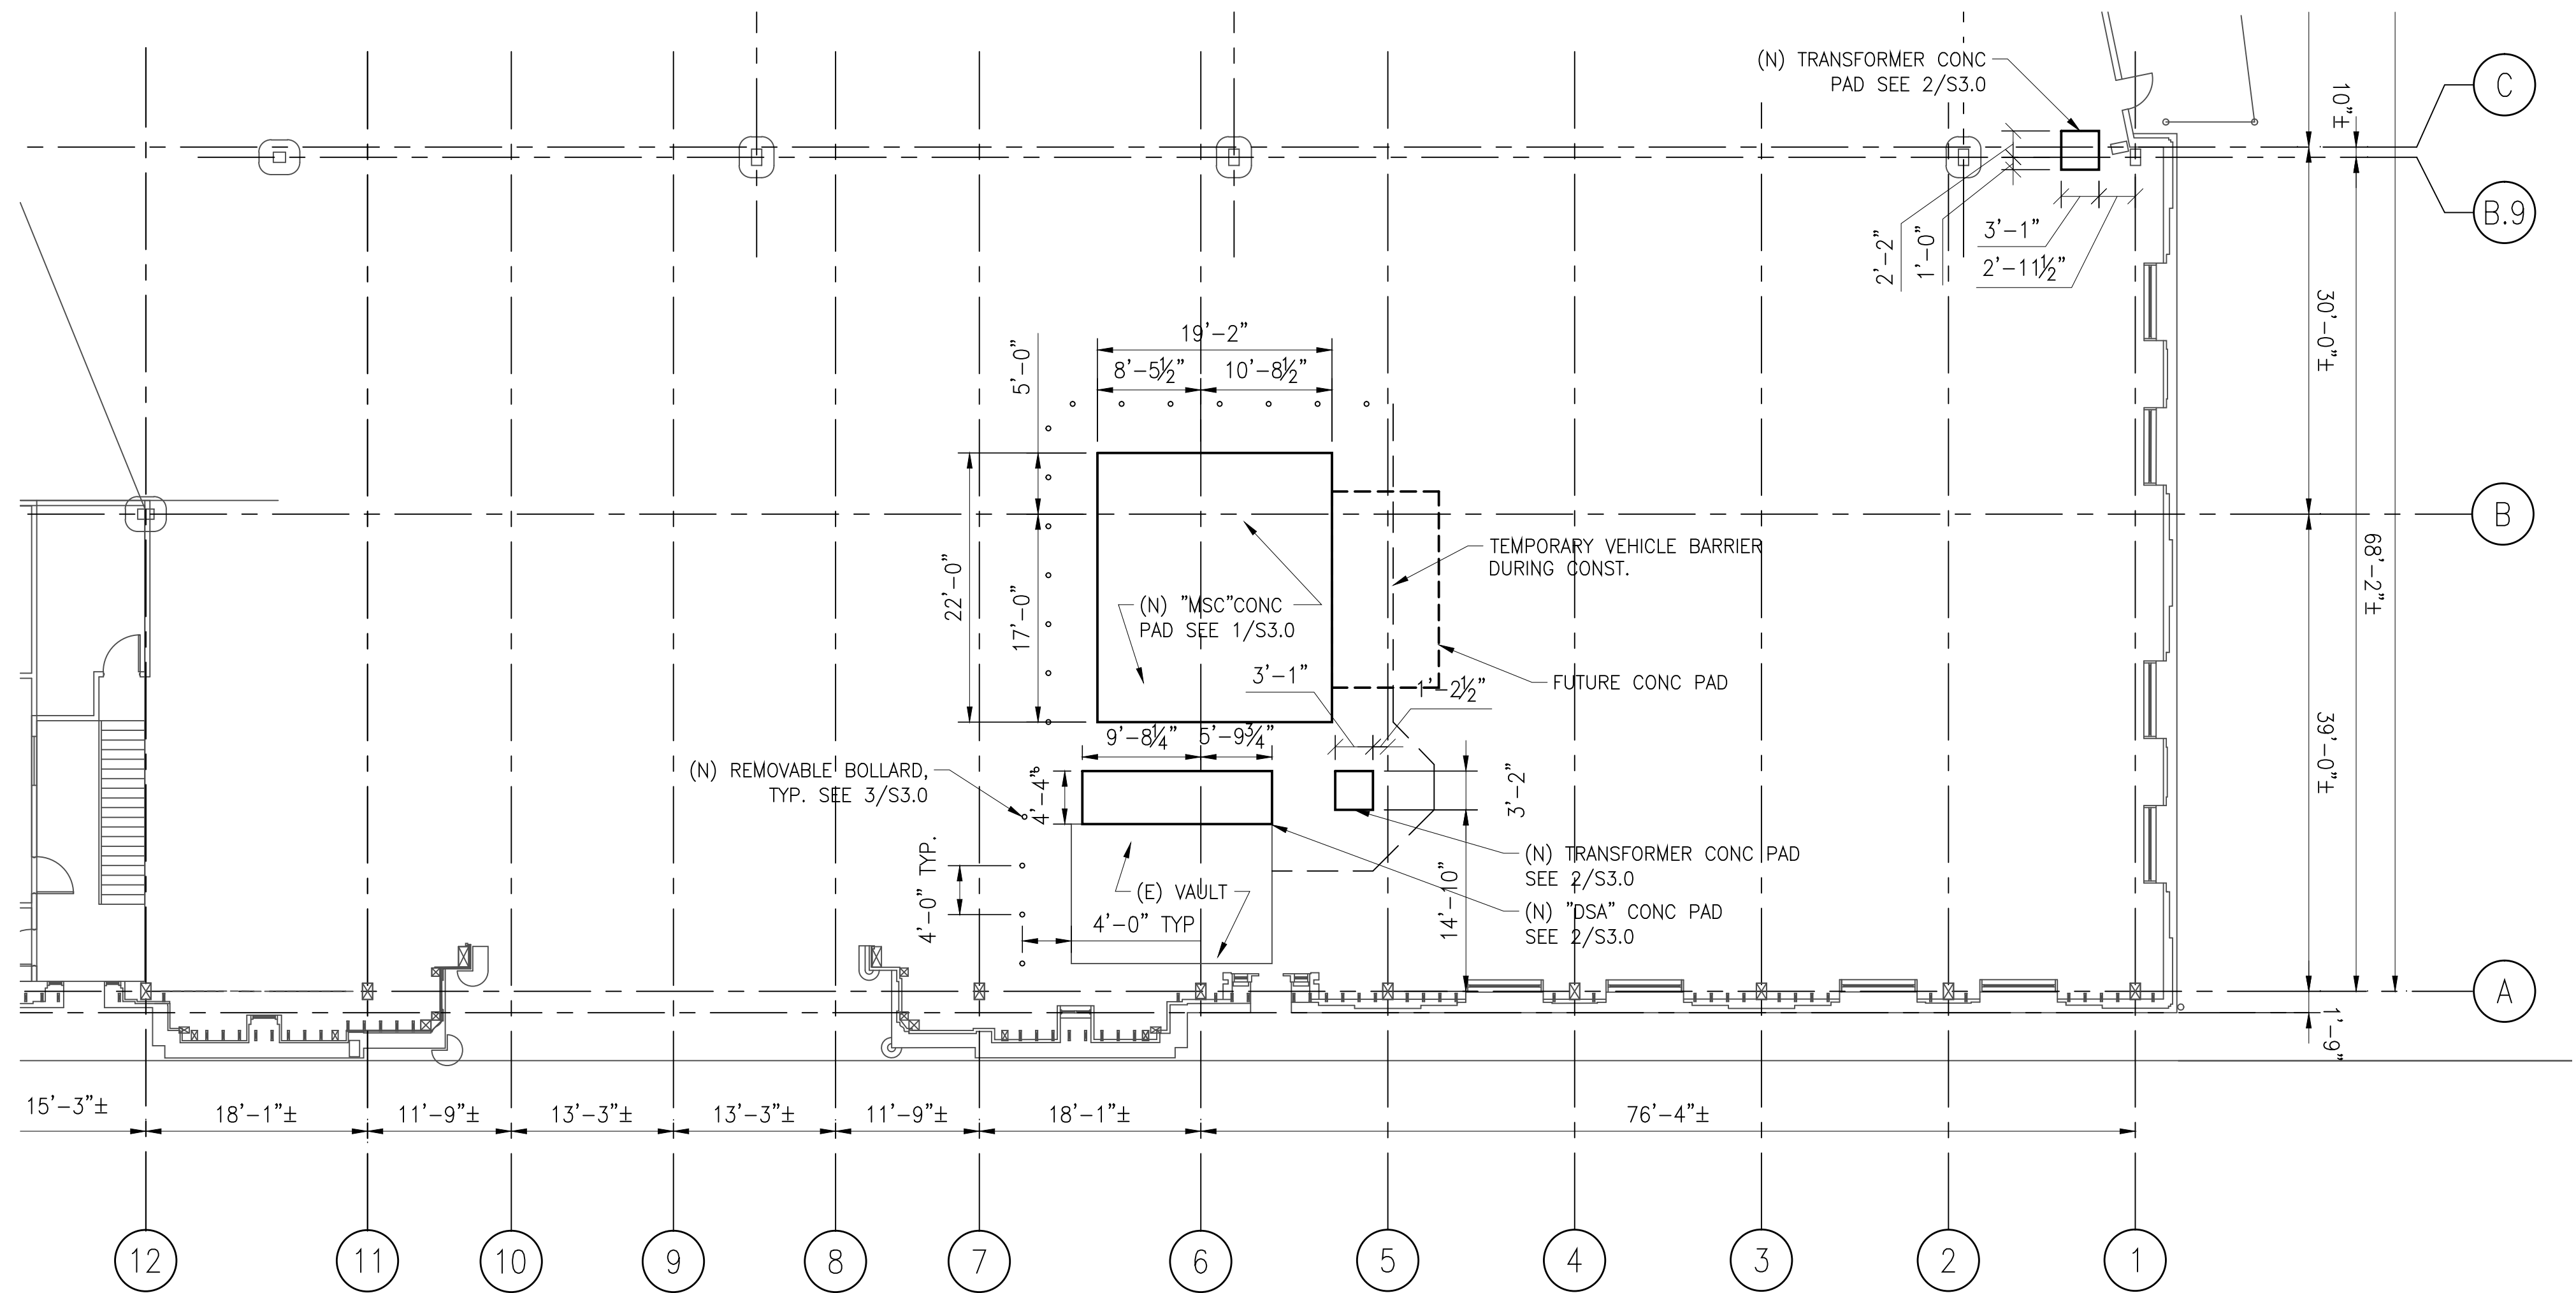 (N) TRANSFORMER CONC
PAD SEE 2/S3.0
10"±
C
B.9
2'-2"
1'-0"
3'-1"
2'-11½"
30'-0"±
19'-2"
8'-5½"
10'-8½"
5'-0"
B
68'-2"±
TEMPORARY VEHICLE BARRIER
DURING CONST.
22'-0"
17'-0"
(N) "MSC"CONC
PAD SEE 1/S3.0
3'-1"
1'-2½"
FUTURE CONC PAD
9'-8¼"
5'-9¾"
39'-0"±
(N) REMOVABLE BOLLARD,
TYP. SEE 3/S3.0
4'-4"
3'-2"
4'-0" TYP.
(E) VAULT
4'-0" TYP
14'-10"
(N) TRANSFORMER CONC PAD
SEE 2/S3.0
(N) "DSA" CONC PAD
SEE 2/S3.0
A
1'-9"
15'-3"±
18'-1"±
11'-9"±
13'-3"±
13'-3"±
11'-9"±
18'-1"±
76'-4"±
12
11
10
9
8
7
6
5
4
3
2
1